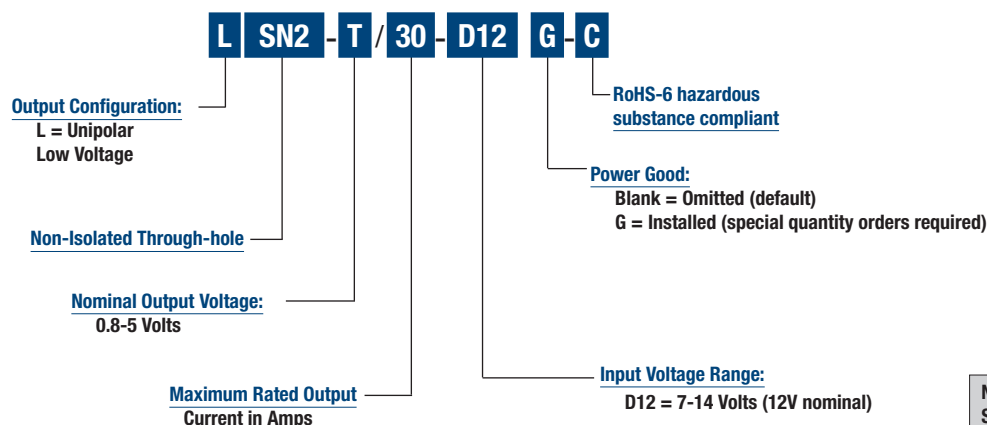 L SN2 - T / 30 - D12 G - C
Output Configuration:
L = Unipolar
Low Voltage
RoHS-6 hazardous
substance compliant
Power Good:
Blank = Omitted (default)
G = Installed (special quantity orders required)
Non-Isolated Through-hole
Nominal Output Voltage:
0.8-5 Volts
Input Voltage Range:
D12 = 7-14 Volts (12V nominal)
Maximum Rated Output
Current in Amps